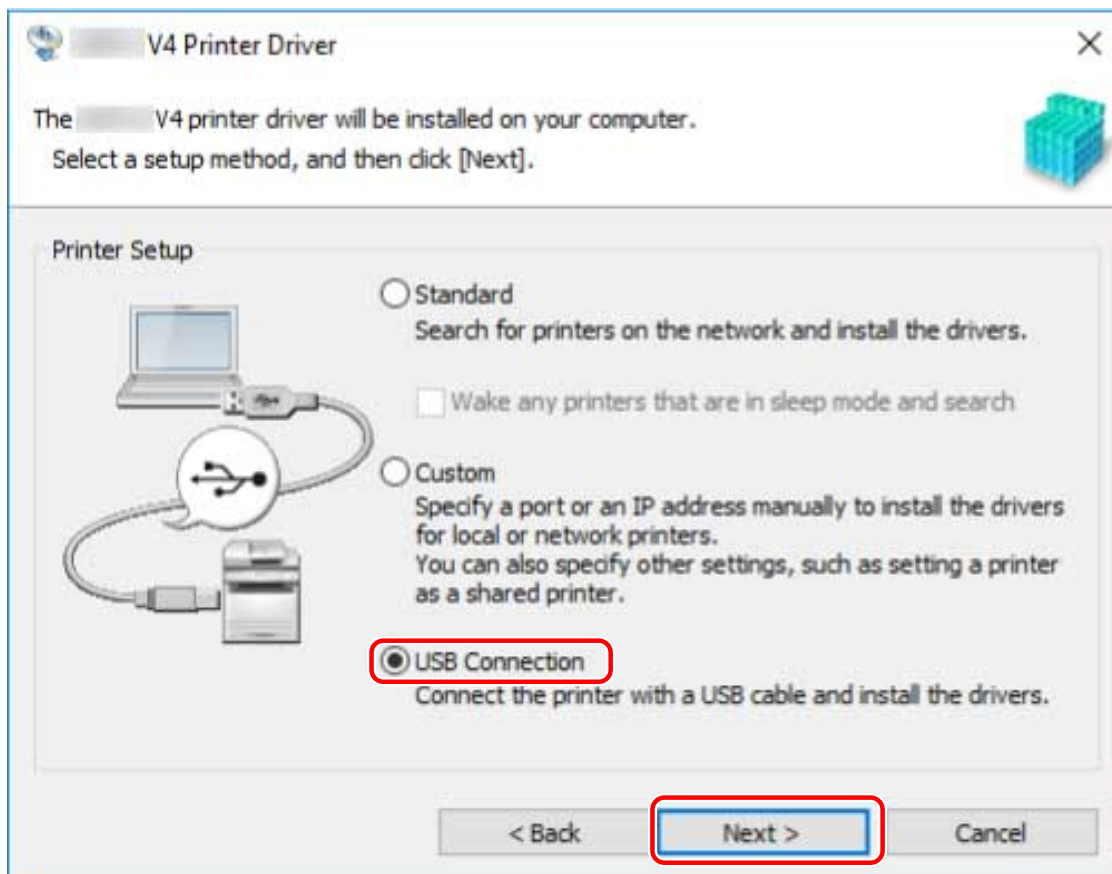 V4 Printer Driver
The V4 printer driver will be installed on your computer.
Select a setup method, and then click [Next].
Printer Setup
Standard
Search for printers on the network and install the drivers.
Wake any printers that are in sleep mode and search
Custom
Specify a port or an IP address manually to install the drivers
for local or network printers.
You can also specify other settings, such as setting a printer
as a shared printer.
USB Connection
Connect the printer with a USB cable and install the drivers.
< Back
Next >
Cancel